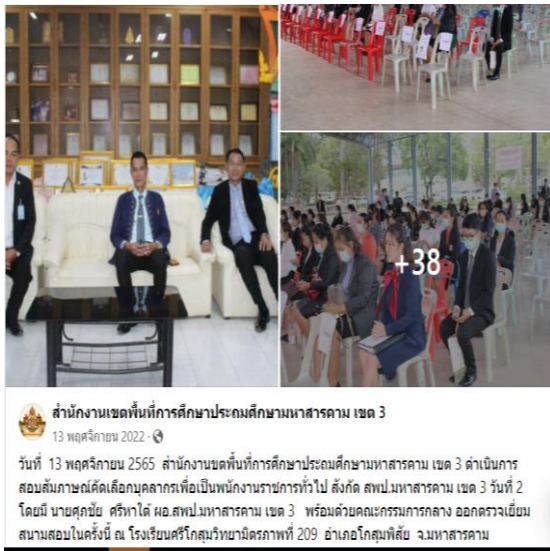 +38
สำนักงานเขตพื้นที่การศึกษาประถมศึกษามหาสารคาม เขต 3
13 พฤศจิกายน 2022 ·
วันที่ 13 พฤศจิกายน 2565 สำนักงานขตพื้นที่การศึกษาประถมศึกษามหาสารคาม เขต 3 ดำเนินการ
สอบสัมภาษณ์คัดเลือกบุคลากรเพื่อเป็นพนักงานราชการทั่วไป สังกัด สพป.มหาสารคาม เขต 3 วันที่ 2
โดยมี นายศุภชัย ศรีหาใต้ ผอ.สพป.มหาสารคาม เขต 3 พร้อมด้วยคณะกรรมการกลาง ออกตรวจเยี่ยม
สนามสอบในครั้งนี้ ณ โรงเรียนศรีโกสุมวิทยามิตรภาพที่ 209 อำเภอโกสุมพิสัย จ.มหาสารคาม